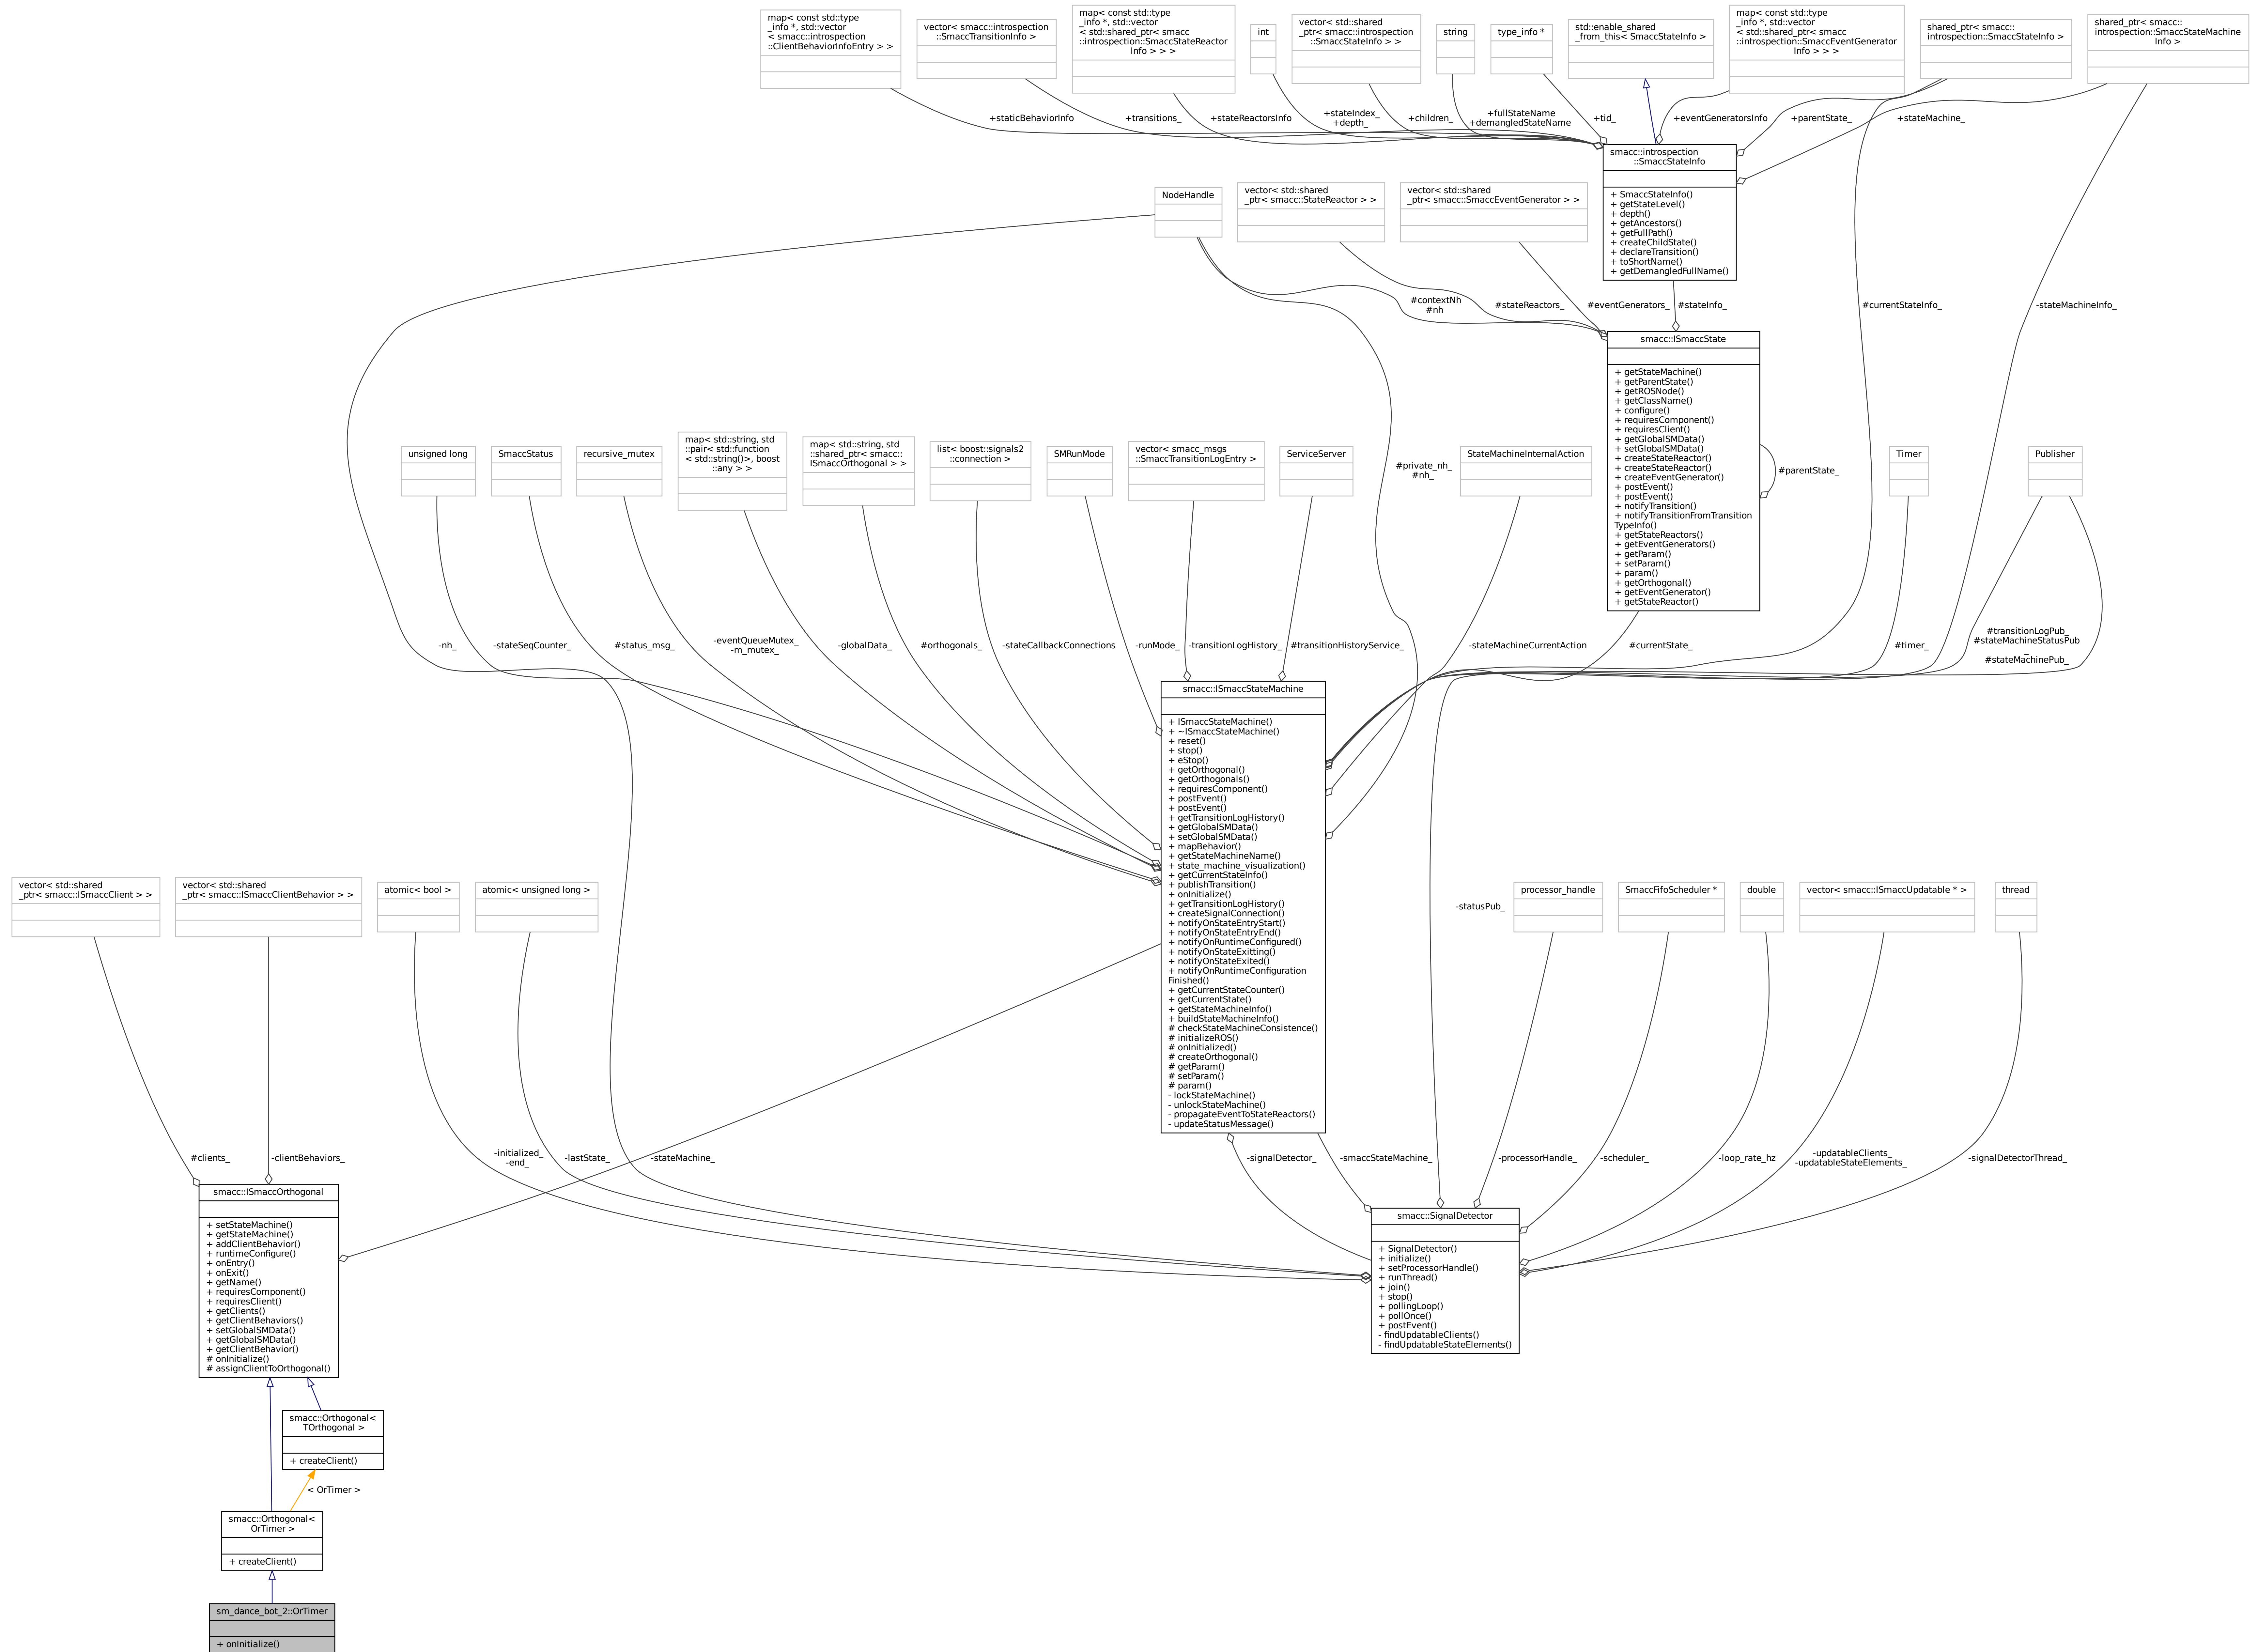 map< const std::type
_info *, std::vector
< smacc::introspection
::ClientBehaviorInfoEntry > >
vector< smacc::introspection
::SmaccTransitionInfo >
map< const std::type
_info *, std::vector
< std::shared_ptr< smacc
::introspection::SmaccStateReactor
Info > > >
int
vector< std::shared
_ptr< smacc::introspection
::SmaccStateInfo > >
string
type_info *
std::enable_shared
_from_this< SmaccStateInfo >
map< const std::type
_info *, std::vector
< std::shared_ptr< smacc
::introspection::SmaccEventGenerator
Info > > >
shared_ptr< smacc::
introspection::SmaccStateInfo >
shared_ptr< smacc::
introspection::SmaccStateMachine
Info >
+staticBehaviorInfo
+transitions_
+stateReactorsInfo
+stateIndex_
+depth_
+children_
+fullStateName
+demangledStateName
+tid_
+eventGeneratorsInfo
+parentState_
+stateMachine_
smacc::introspection
::SmaccStateInfo
+ SmaccStateInfo()
+ getStateLevel()
+ depth()
+ getAncestors()
+ getFullPath()
+ createChildState()
+ declareTransition()
+ toShortName()
+ getDemangledFullName()
NodeHandle
vector< std::shared
_ptr< smacc::StateReactor > >
vector< std::shared
_ptr< smacc::SmaccEventGenerator > >
#contextNh
#nh
#stateReactors_
#eventGenerators_
#stateInfo_
#currentStateInfo_
-stateMachineInfo_
smacc::ISmaccState
+ getStateMachine()
+ getParentState()
+ getROSNode()
+ getClassName()
+ configure()
+ requiresComponent()
+ requiresClient()
+ getGlobalSMData()
+ setGlobalSMData()
+ createStateReactor()
+ createStateReactor()
+ createEventGenerator()
+ postEvent()
+ postEvent()
+ notifyTransition()
+ notifyTransitionFromTransition
TypeInfo()
+ getStateReactors()
+ getEventGenerators()
+ getParam()
+ setParam()
+ param()
+ getOrthogonal()
+ getEventGenerator()
+ getStateReactor()
#parentState_
unsigned long
SmaccStatus
recursive_mutex
map< std::string, std
::pair< std::function
< std::string()>, boost
::any > >
map< std::string, std
::shared_ptr< smacc::
ISmaccOrthogonal > >
list< boost::signals2
::connection >
SMRunMode
vector< smacc_msgs
::SmaccTransitionLogEntry >
ServiceServer
#private_nh_
#nh_
StateMachineInternalAction
Timer
Publisher
-nh_
-stateSeqCounter_
#status_msg_
-eventQueueMutex_
-m_mutex_
-globalData_
#orthogonals_
-stateCallbackConnections
-runMode_
-transitionLogHistory_
#transitionHistoryService_
-stateMachineCurrentAction
#currentState_
#timer_
#transitionLogPub_
#stateMachineStatusPub
_
#stateMachinePub_
smacc::ISmaccStateMachine
+ ISmaccStateMachine()
+ ~ISmaccStateMachine()
+ reset()
+ stop()
+ eStop()
+ getOrthogonal()
+ getOrthogonals()
+ requiresComponent()
+ postEvent()
+ postEvent()
+ getTransitionLogHistory()
+ getGlobalSMData()
+ setGlobalSMData()
+ mapBehavior()
+ getStateMachineName()
+ state_machine_visualization()
+ getCurrentStateInfo()
+ publishTransition()
+ onInitialize()
+ getTransitionLogHistory()
+ createSignalConnection()
+ notifyOnStateEntryStart()
+ notifyOnStateEntryEnd()
+ notifyOnRuntimeConfigured()
+ notifyOnStateExitting()
+ notifyOnStateExited()
+ notifyOnRuntimeConfiguration
Finished()
+ getCurrentStateCounter()
+ getCurrentState()
+ getStateMachineInfo()
+ buildStateMachineInfo()
# checkStateMachineConsistence()
# initializeROS()
# onInitialized()
# createOrthogonal()
# getParam()
# setParam()
# param()
- lockStateMachine()
- unlockStateMachine()
- propagateEventToStateReactors()
- updateStatusMessage()
vector< std::shared
_ptr< smacc::ISmaccClient > >
vector< std::shared
_ptr< smacc::ISmaccClientBehavior > >
atomic< bool >
atomic< unsigned long >
-statusPub_
processor_handle
SmaccFifoScheduler *
double
vector< smacc::ISmaccUpdatable * >
thread
#clients_
-clientBehaviors_
-initialized_
-end_
-lastState_
-stateMachine_
-signalDetector_
-smaccStateMachine_
-processorHandle_
-scheduler_
-loop_rate_hz
-updatableClients_
-updatableStateElements_
-signalDetectorThread_
smacc::ISmaccOrthogonal
+ setStateMachine()
+ getStateMachine()
+ addClientBehavior()
+ runtimeConfigure()
+ onEntry()
+ onExit()
+ getName()
+ requiresComponent()
+ requiresClient()
+ getClients()
+ getClientBehaviors()
+ setGlobalSMData()
+ getGlobalSMData()
+ getClientBehavior()
# onInitialize()
# assignClientToOrthogonal()
smacc::SignalDetector
+ SignalDetector()
+ initialize()
+ setProcessorHandle()
+ runThread()
+ join()
+ stop()
+ pollingLoop()
+ pollOnce()
+ postEvent()
- findUpdatableClients()
- findUpdatableStateElements()
smacc::Orthogonal<
TOrthogonal >
+ createClient()
< OrTimer >
smacc::Orthogonal<
OrTimer >
+ createClient()
sm_dance_bot_2::OrTimer
+ onInitialize()